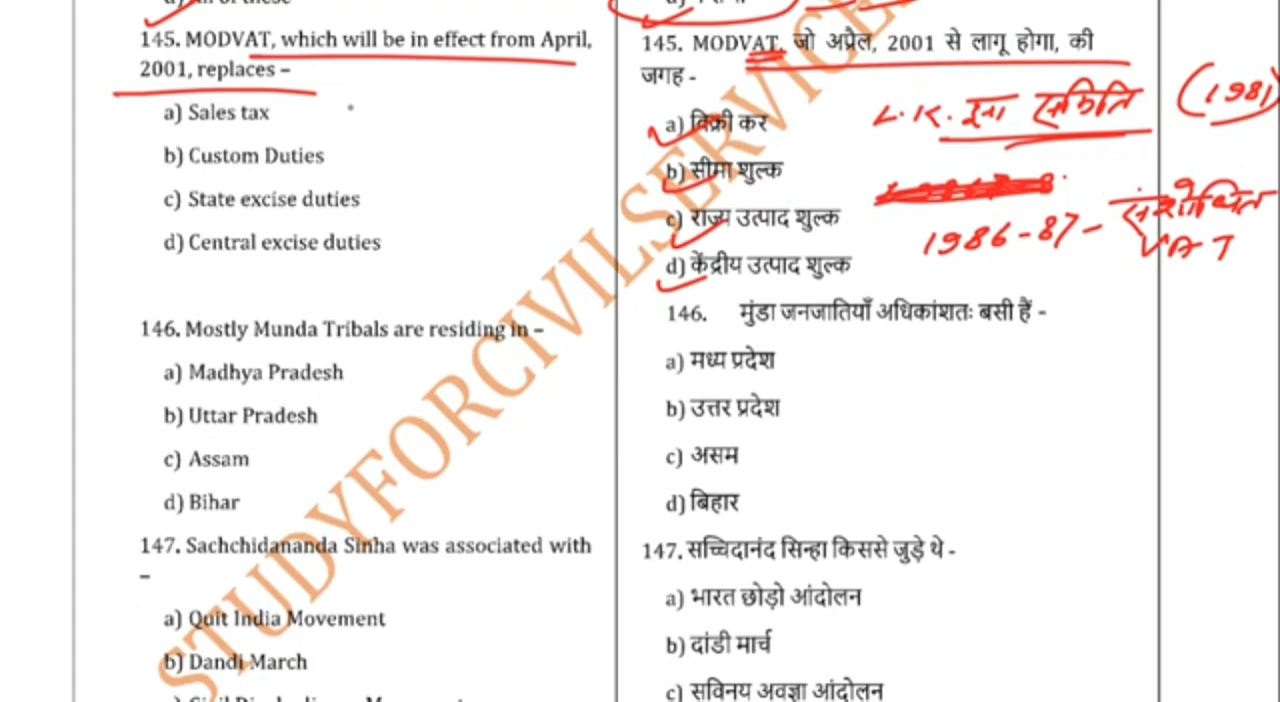 145. MODVAT, which will be in effect from April,
2001, replaces –
a) Sales tax
b) Custom Duties
c) State excise duties
d) Central excise duties
146. Mostly Munda Tribals are residing in –
a) Madhya Pradesh
b) Uttar Pradesh
c) Assam
d) Bihar
147. Sachchidananda Sinha was associated with
–
a) Quit India Movement
b) Dandi March
145. MODVAT, जो अप्रैल, 2001 से लागू होगा, की
जगह -
a) बिक्री कर
b) सीमा शुल्क
c) राज्य उत्पाद शुल्क
d) केंद्रीय उत्पाद शुल्क
146. मुंडा जनजातियाँ अधिकांशतः बसी हैं -
a) मध्य प्रदेश
b) उत्तर प्रदेश
c) असम
d) बिहार
147. सच्चिदानंद सिन्हा किससे जुड़े थे -
a) भारत छोड़ो आंदोलन
b) दांडी मार्च
c) सविनय अवज्ञा आंदोलन
L.K. झा समिति (1981)
1986-87- संशोधित
VAT
STUDYFORCIVILSERVICE